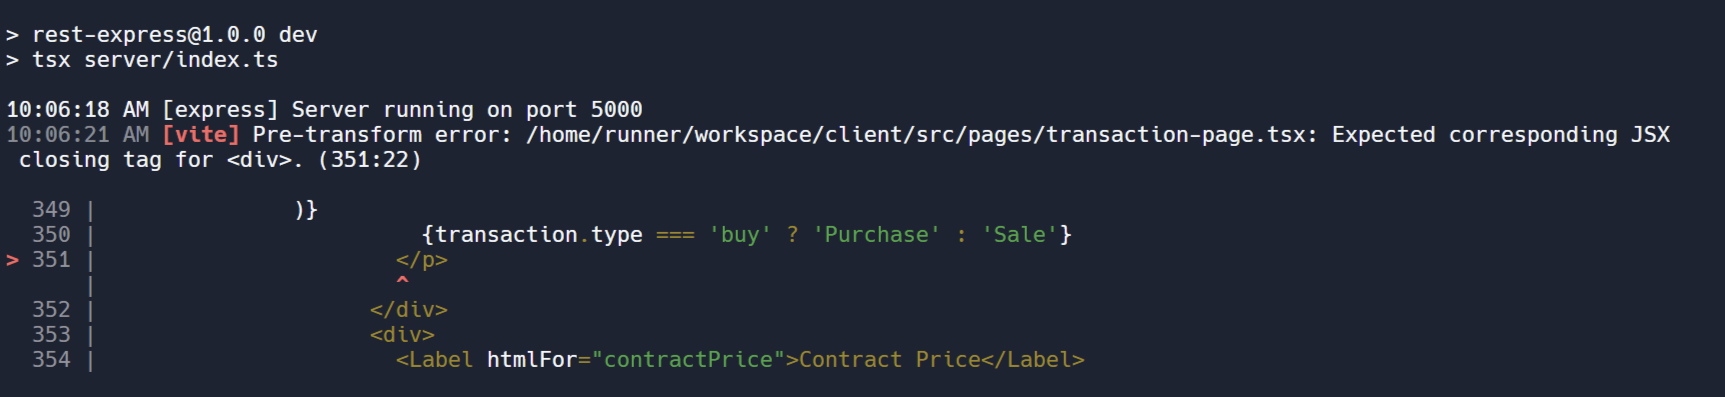 > rest-express@1.0.0 dev
> tsx server/index.ts
10:06:18 AM [express] Server running on port 5000
10:06:21 AM [vite] Pre-transform error: /home/runner/workspace/client/src/pages/transaction-page.tsx: Expected corresponding JSX
closing tag for <div>. (351:22)
349 | )}
350 | {transaction.type === 'buy' ? 'Purchase' : 'Sale'}
> 351 | </p>
| ^
352 | </div>
353 | <div>
354 | <Label htmlFor="contractPrice">Contract Price</Label>